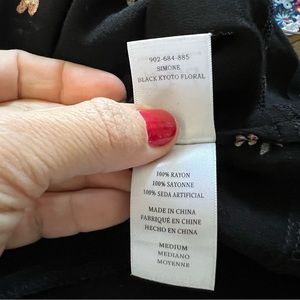 902-684-885
SIMONE
BLACK KYOTO FLORAL
100% RAYON
100% SAYONNE
100% SEDA ARTIFICIAL
MADE IN CHINA
FABRIQUÉ EN CHINE
HECHO EN CHINA
MEDIUM
MEDIANO
MOYENNE